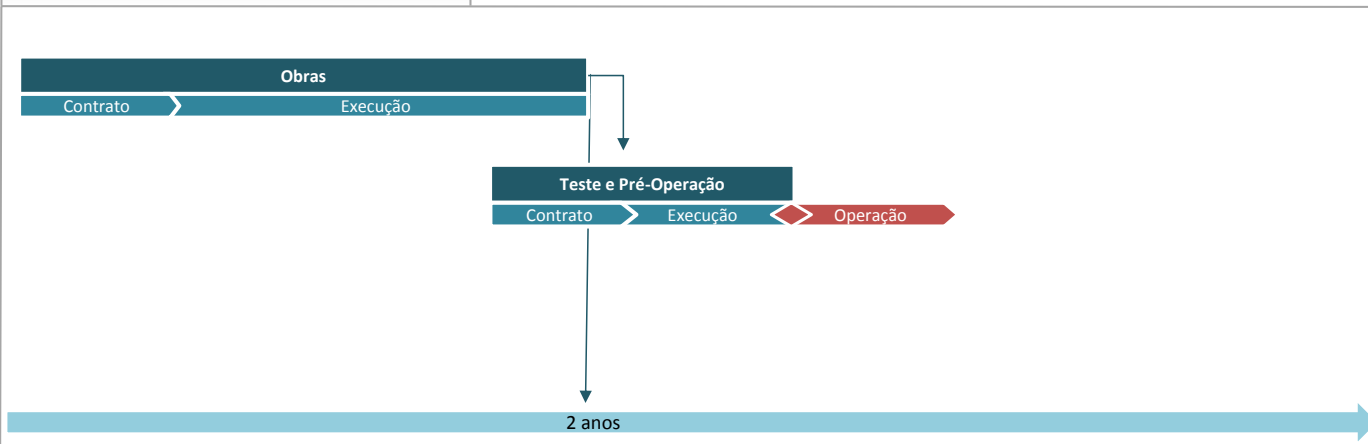 Obras
Contrato Execução
Teste e Pré-Operação
Contrato Execução Operação
2 anos